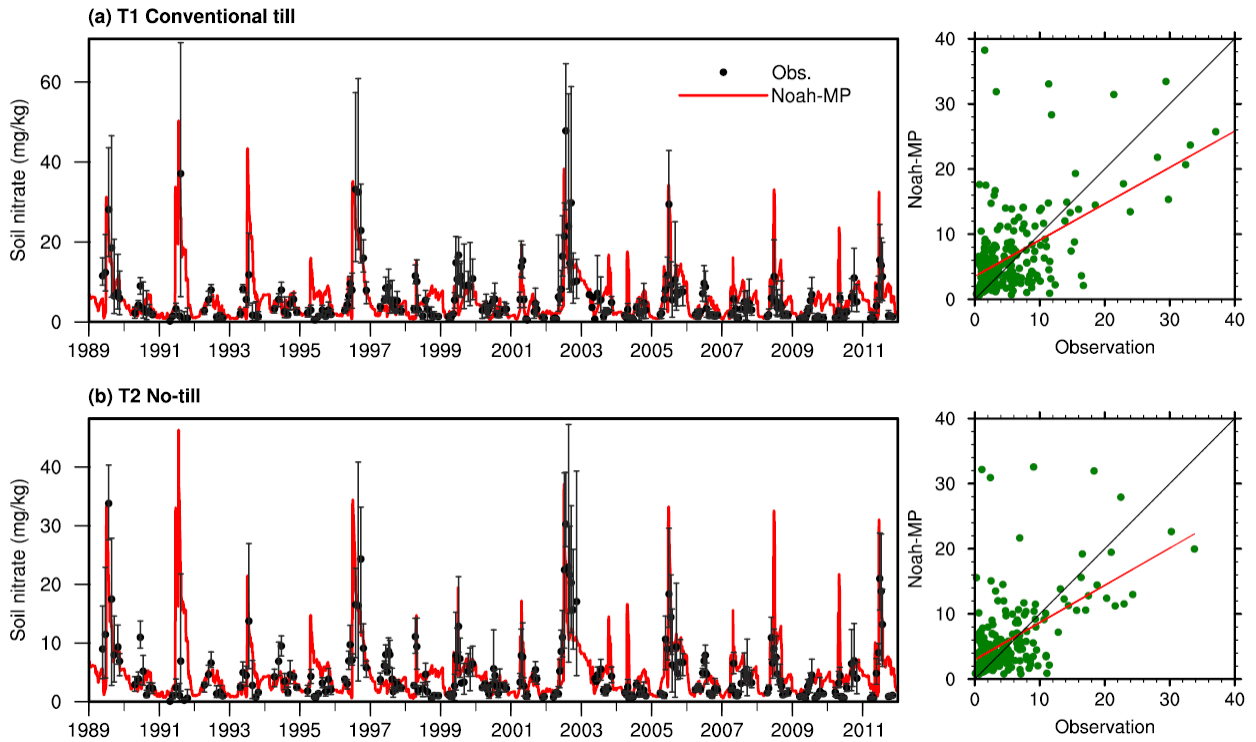 (a) T1 Conventional till
Soil nitrate (mg/kg)
60
40
20
0
Obs.
Noah-MP
1989 1991 1993 1995 1997 1999 2001 2003 2005 2007 2009 2011
Noah-MP
40
30
20
10
0
0 10 20 30 40
Observation
(b) T2 No-till
Soil nitrate (mg/kg)
40
30
20
10
0
1989 1991 1993 1995 1997 1999 2001 2003 2005 2007 2009 2011
Noah-MP
40
30
20
10
0
0 10 20 30 40
Observation